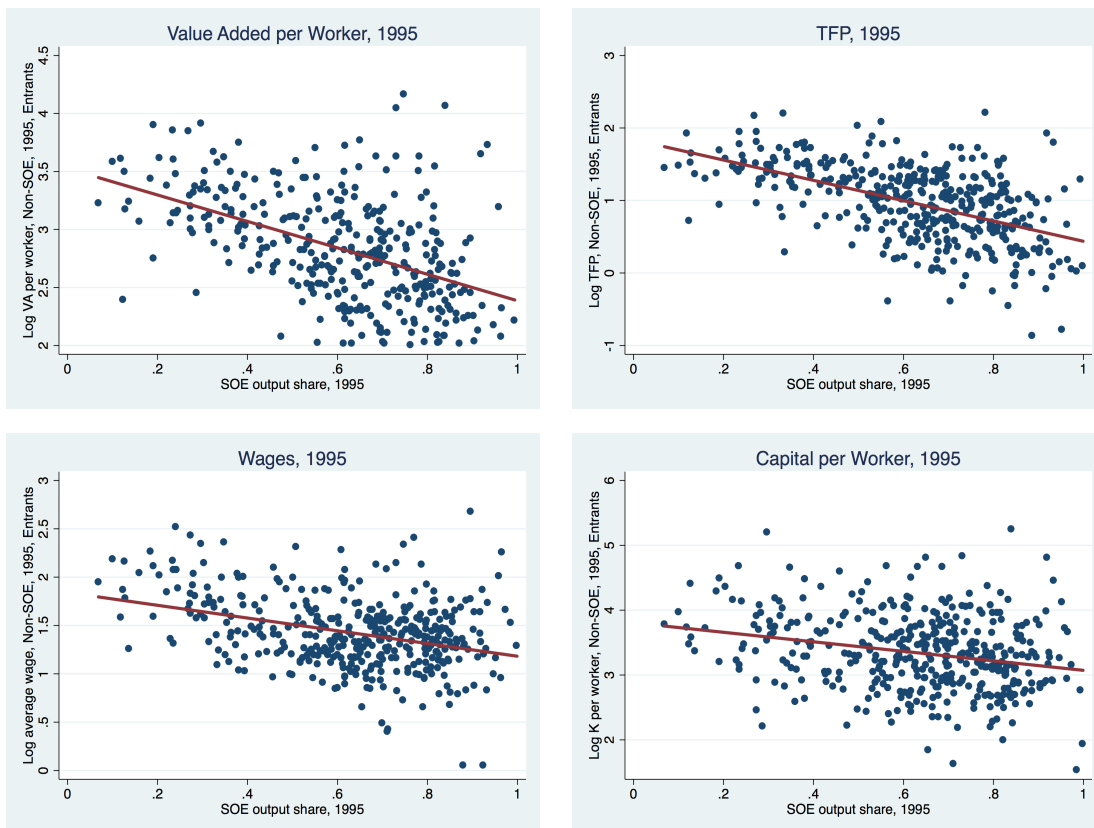 Value Added per Worker, 1995
Log VA per worker, Non-SOE, 1995, Entrants
4.5
4
3.5
3
2.5
2
0 .2 .4 .6 .8 1
SOE output share, 1995
TFP, 1995
Log TFP, Non-SOE, 1995, Entrants
3
2
1
0
-1
0 .2 .4 .6 .8 1
SOE output share, 1995
Wages, 1995
Log average wage, Non-SOE, 1995, Entrants
3
2.5
2
1.5
1
.5
0
0 .2 .4 .6 .8 1
SOE output share, 1995
Capital per Worker, 1995
Log K per worker, Non-SOE, 1995, Entrants
6
5
4
3
2
0 .2 .4 .6 .8 1
SOE output share, 1995